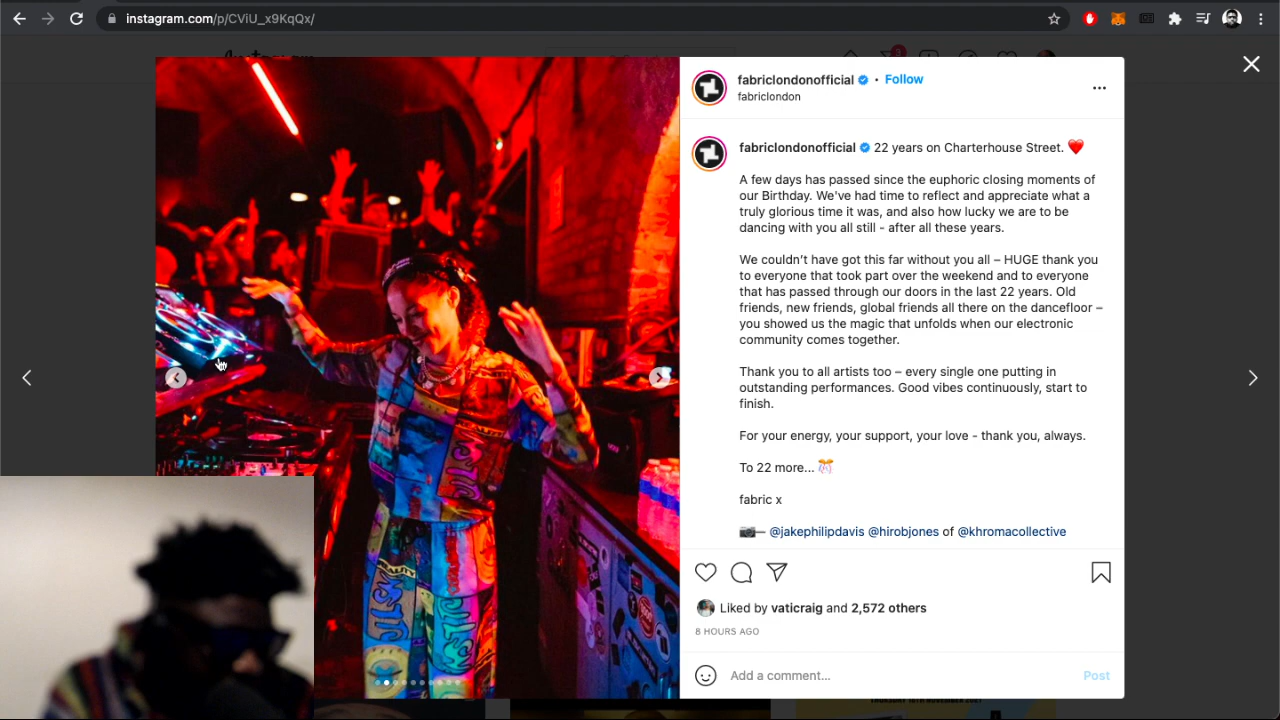 instagram.com/p/CViU_x9KqQx/
fabriclondonofficial • Follow
fabriclondon
fabriclondonofficial 22 years on Charterhouse Street. ❤️
A few days has passed since the euphoric closing moments of
our Birthday. We've had time to reflect and appreciate what a
truly glorious time it was, and also how lucky we are to be
dancing with you all still - after all these years.
We couldn't have got this far without you all – HUGE thank you
to everyone that took part over the weekend and to everyone
that has passed through our doors in the last 22 years. Old
friends, new friends, global friends all there on the dancefloor –
you showed us the magic that unfolds when our electronic
community comes together.
Thank you to all artists too – every single one putting in
outstanding performances. Good vibes continuously, start to
finish.
For your energy, your support, your love - thank you, always.
To 22 more... 🎊
fabric x
📷— @jakephilipdavis @hirobjones of @khromacollective
Liked by vaticraig and 2,572 others
8 HOURS AGO
Add a comment... Post
THURSDAY 18TH NOVEMBER 2021